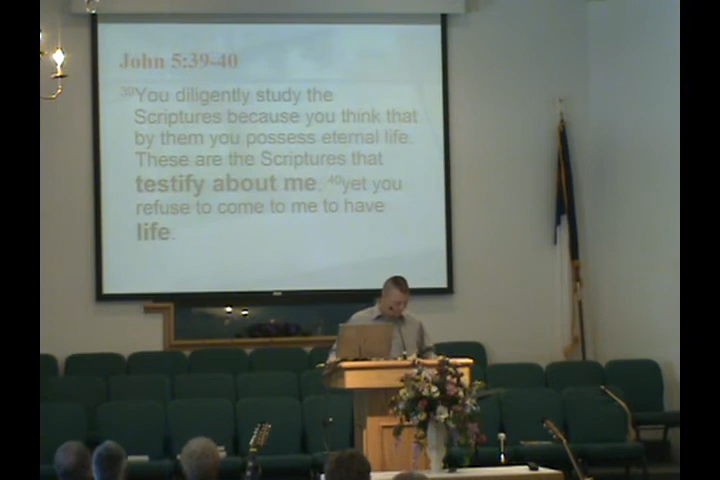 John 5:39-40
39You diligently study the
Scriptures because you think that
by them you possess eternal life.
These are the Scriptures that
testify about me, 40yet you
refuse to come to me to have
life.